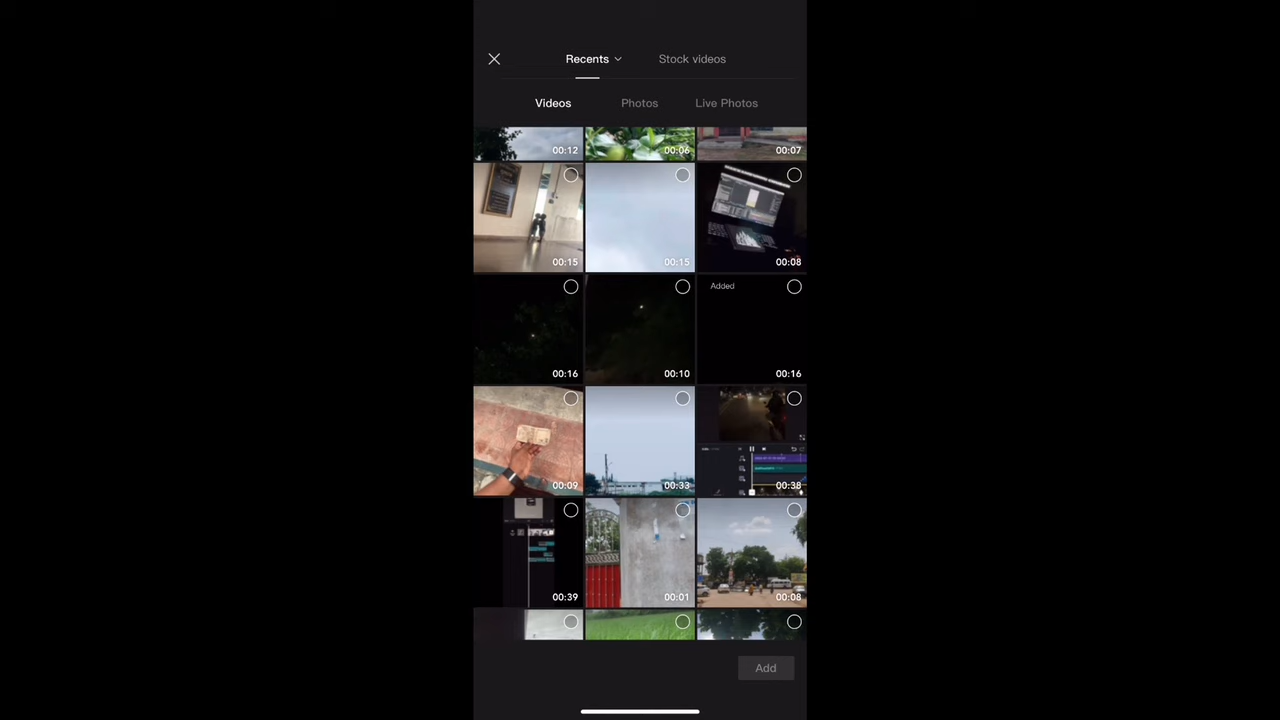 Recents
Stock videos
Videos
Photos
Live Photos
00:12
00:06
00:07
00:15
00:15
00:08
Added
00:16
00:10
00:16
00:09
00:33
00:38
00:39
00:01
00:08
Add